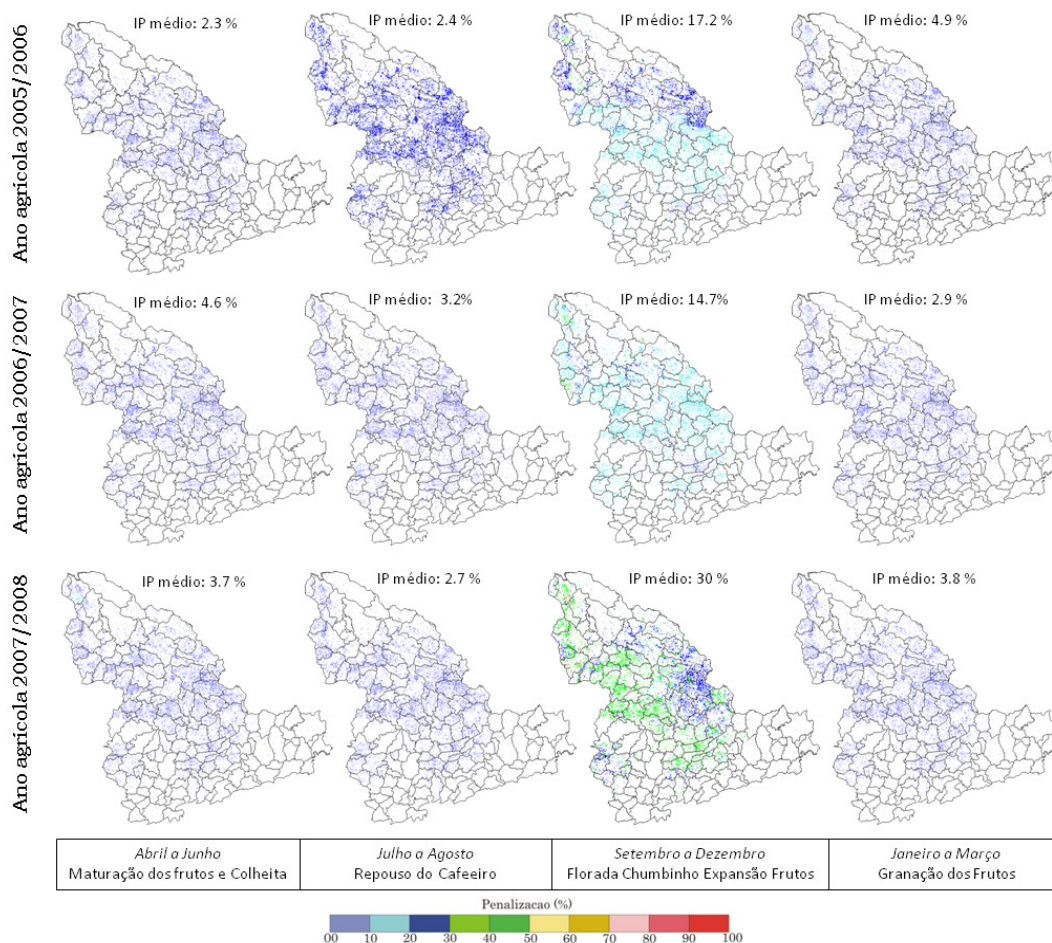 Ano agrícola 2005/2006
IP médio: 2.3 %
IP médio: 2.4 %
IP médio: 17.2 %
IP médio: 4.9 %
Ano agrícola 2006/2007
IP médio: 4.6 %
IP médio: 3.2%
IP médio: 14.7%
IP médio: 2.9 %
Ano agrícola 2007/2008
IP médio: 3.7 %
IP médio: 2.7 %
IP médio: 30 %
IP médio: 3.8 %
Abril a Junho
Maturação dos frutos e Colheita
Julho a Agosto
Repouso do Cafeeiro
Setembro a Dezembro
Florada Chumbinho Expansão Frutos
Janeiro a Março
Granação dos Frutos
Penalizacao (%)
00 10 20 30 40 50 60 70 80 90 100